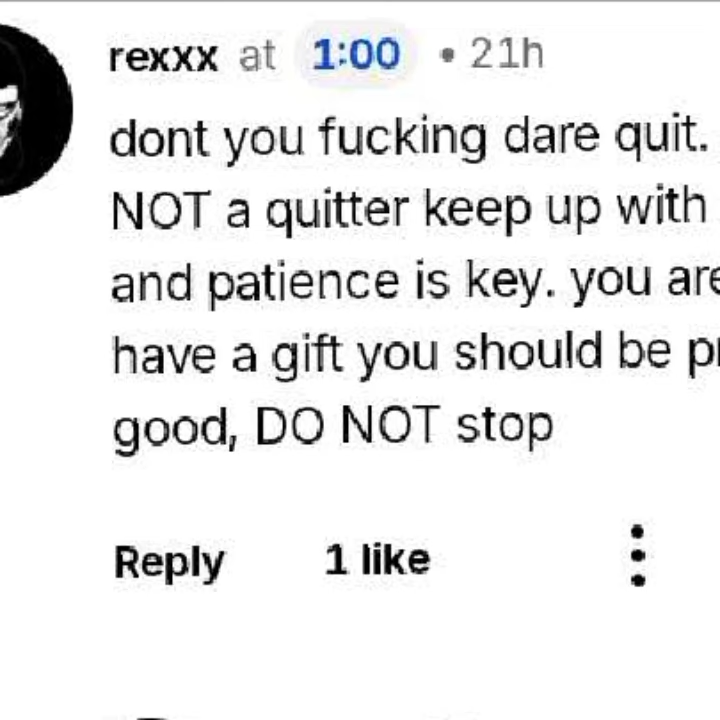 rexxx at 1:00 • 21h
dont you fucking dare quit.
NOT a quitter keep up with
and patience is key. you are
have a gift you should be
good, DO NOT stop
Reply 1 like